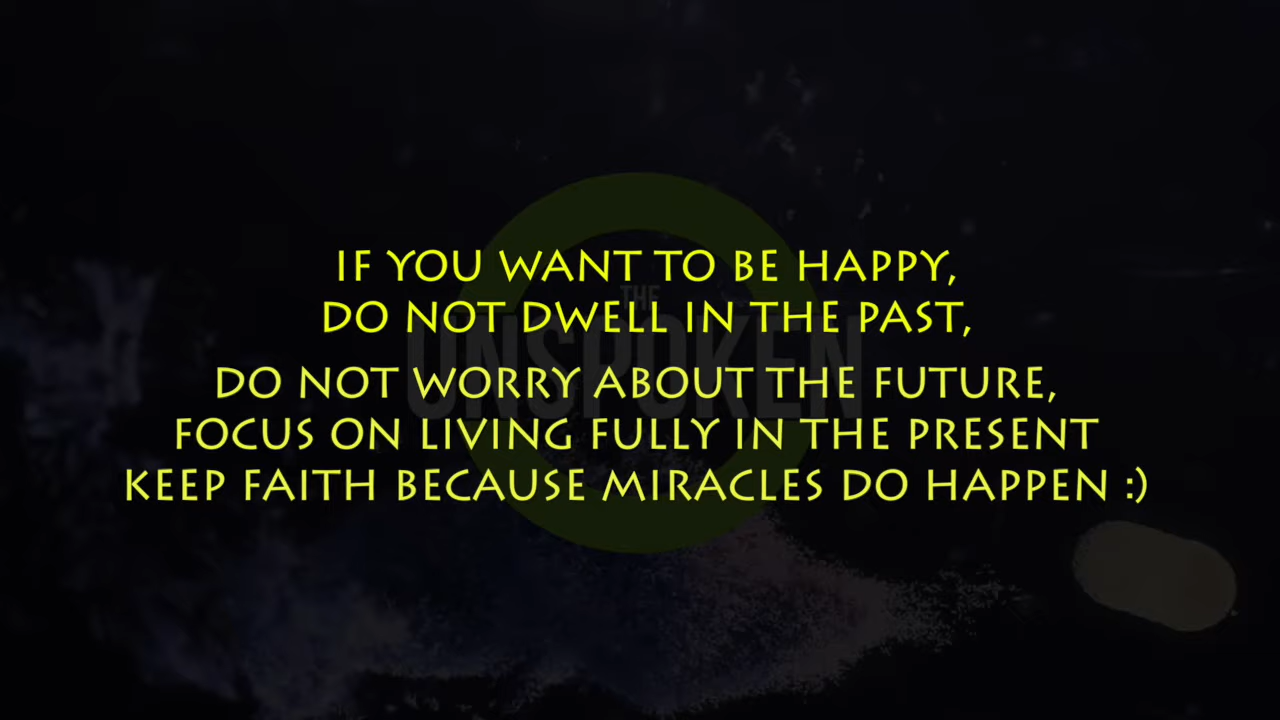 IF YOU WANT TO BE HAPPY,
DO NOT DWELL IN THE PAST,
THE
UNSPOKEN
DO NOT WORRY ABOUT THE FUTURE,
FOCUS ON LIVING FULLY IN THE PRESENT
KEEP FAITH BECAUSE MIRACLES DO HAPPEN :)